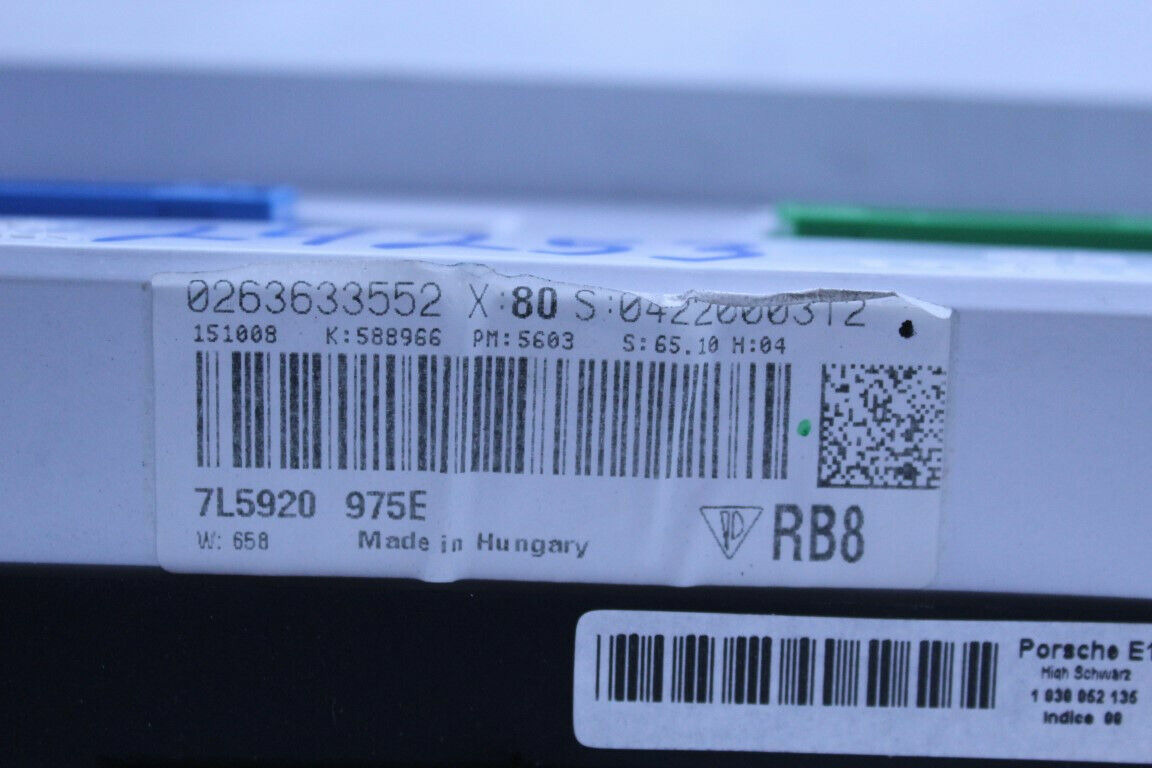 24253
0263633552 X:80 S:0422000312
151008 K:588966 PM:5603 S:65.10 H:04
7L5920 975E
W: 658 Made in Hungary
RB8
Porsche E1
High Schwarz
1 030 052 135
Indice 00